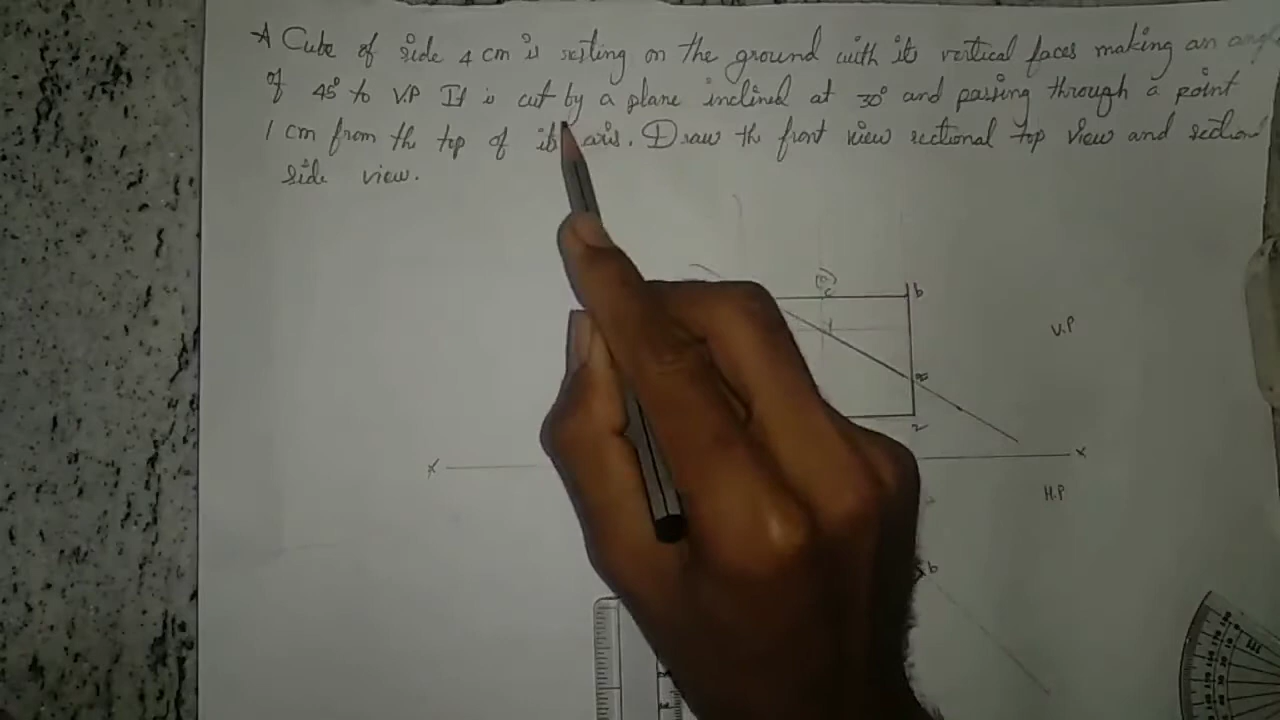 A Cube of side 4 cm is resting on the ground with its vertical faces making an angle
of 45° to V.P It is cut by a plane inclined at 30° and passing through a point
1 cm from the top of its axis. Draw the front view sectional top view and section
side view.
c b
V.P
2
X X
H.P
b